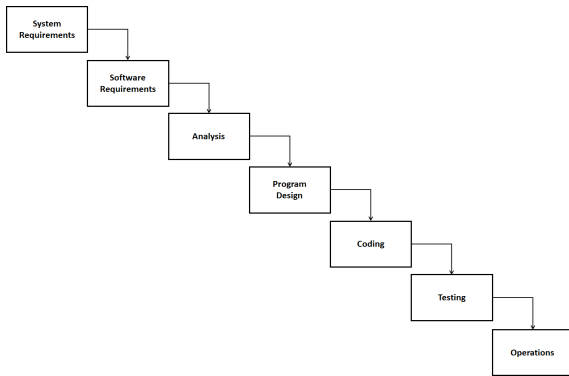 System
Requirements
Software
Requirements
Analysis
Program
Design
Coding
Testing
Operations